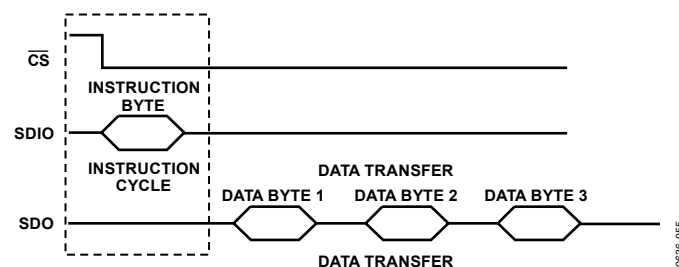 CS
INSTRUCTION
BYTE
SDIO
INSTRUCTION
CYCLE
DATA TRANSFER
DATA BYTE 1
DATA BYTE 2
DATA BYTE 3
SDO
DATA TRANSFER